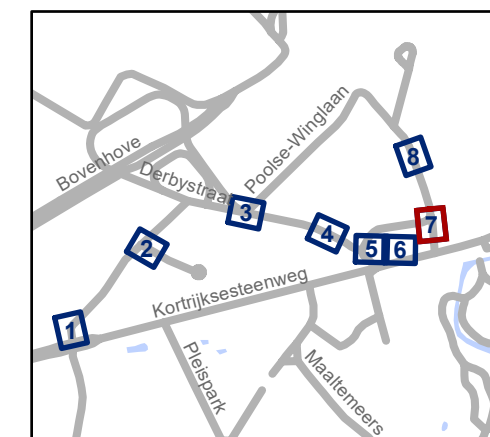 Bovenhove
Derbystraat
Poolse-Winglaan
8
3
7
4
5
6
2
Kortrijksesteenweg
1
Pleispark
Maaltemeers